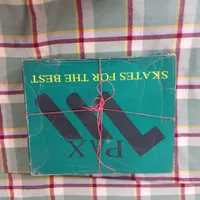 PAX
SKATES FOR THE BEST